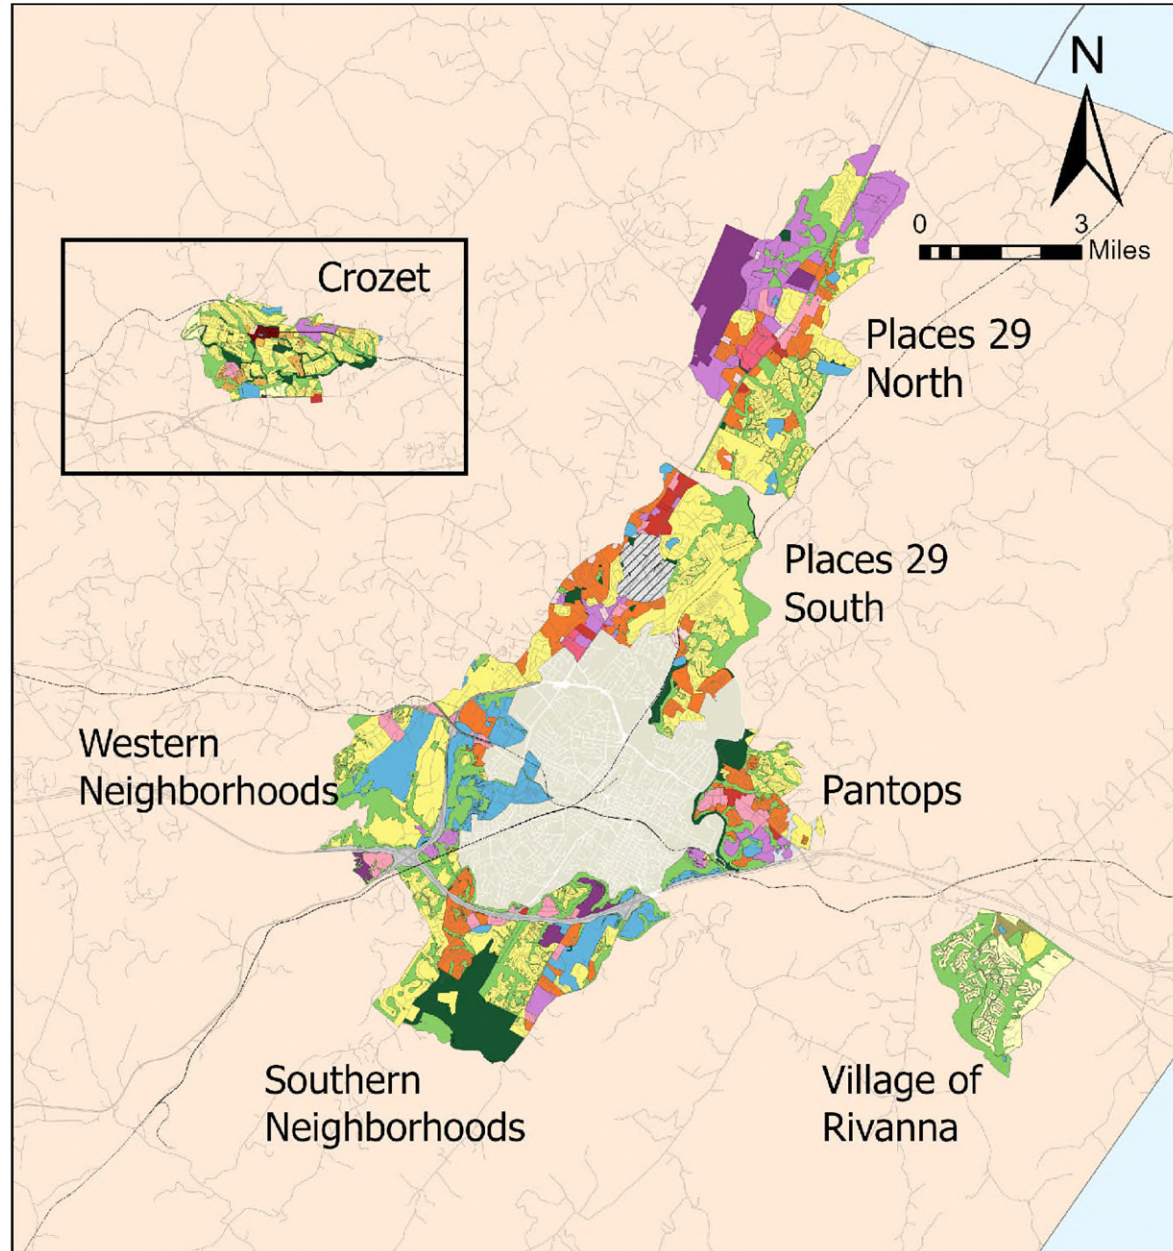 N
0 3
Miles
Crozet
Places 29
North
Places 29
South
Western
Neighborhoods
Pantops
Southern
Neighborhoods
Village of
Rivanna